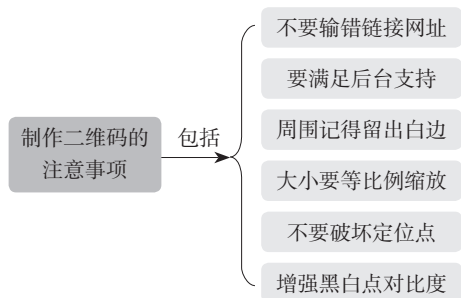 制作二维码的
注意事项
包括
不要输错链接网址
要满足后台支持
周围记得留出白边
大小要等比例缩放
不要破坏定位点
增强黑白点对比度